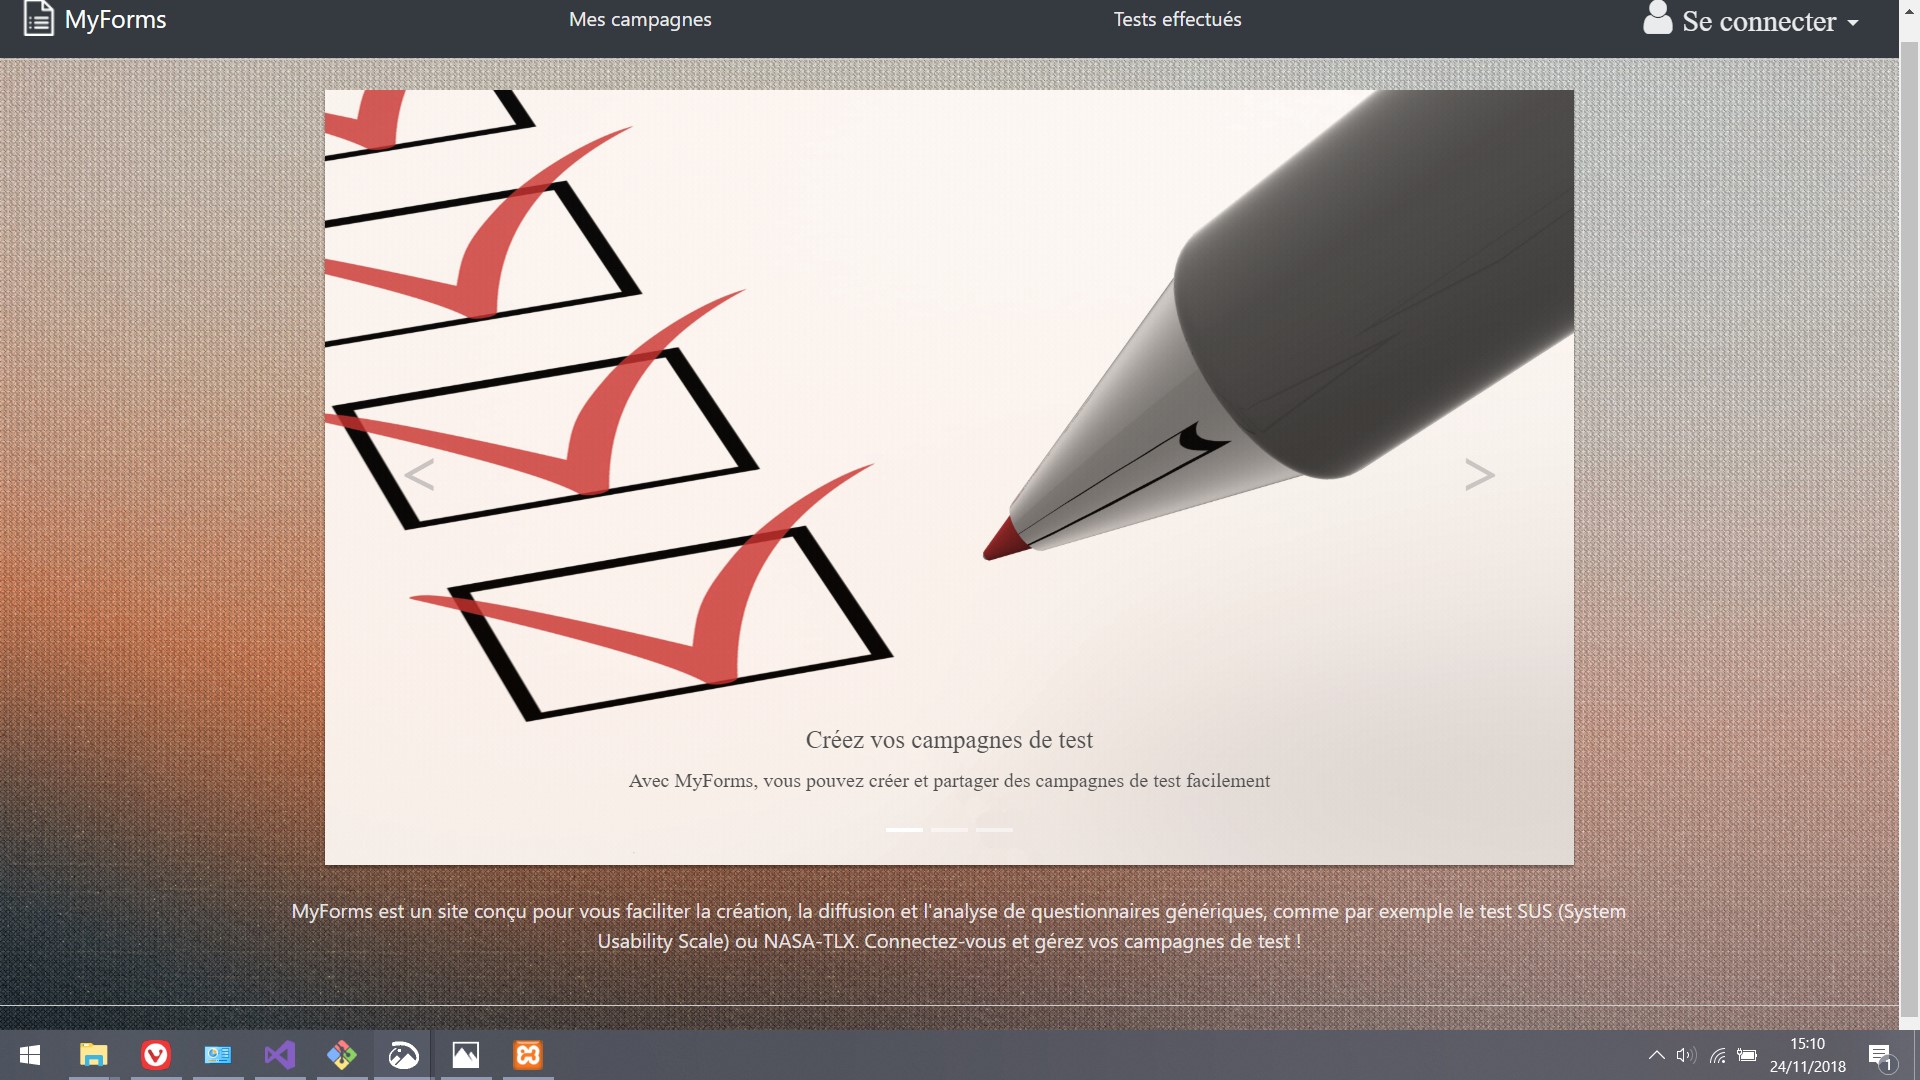 MyForms
Mes campagnes
Tests effectués
Se connecter
<
>
Créez vos campagnes de test
Avec MyForms, vous pouvez créer et partager des campagnes de test facilement
MyForms est un site conçu pour vous faciliter la création, la diffusion et l'analyse de questionnaires génériques, comme par exemple le test SUS (System
Usability Scale) ou NASA-TLX. Connectez-vous et gérez vos campagnes de test !
15:10
24/11/2018
1